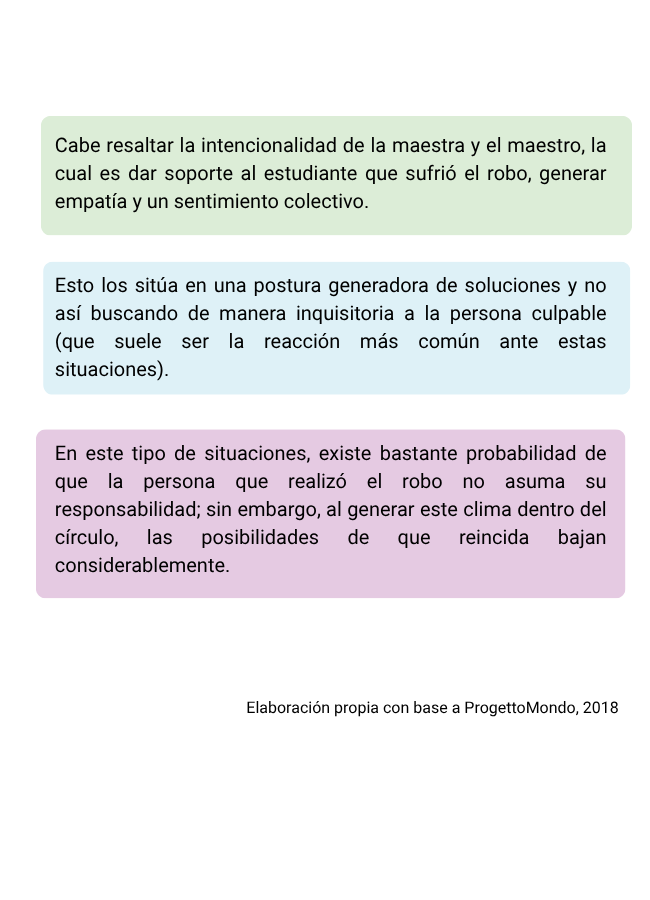 Cabe resaltar la intencionalidad de la maestra y el maestro, la
cual es dar soporte al estudiante que sufrió el robo, generar
empatía y un sentimiento colectivo.
Esto los sitúa en una postura generadora de soluciones y no
así buscando de manera inquisitoria a la persona culpable
(que suele ser la reacción más común ante estas
situaciones).
En este tipo de situaciones, existe bastante probabilidad de
que la persona que realizó el robo no asuma su
responsabilidad; sin embargo, al generar este clima dentro del
círculo, las posibilidades de que reincida bajan
considerablemente.
Elaboración propia con base a ProgettoMondo, 2018